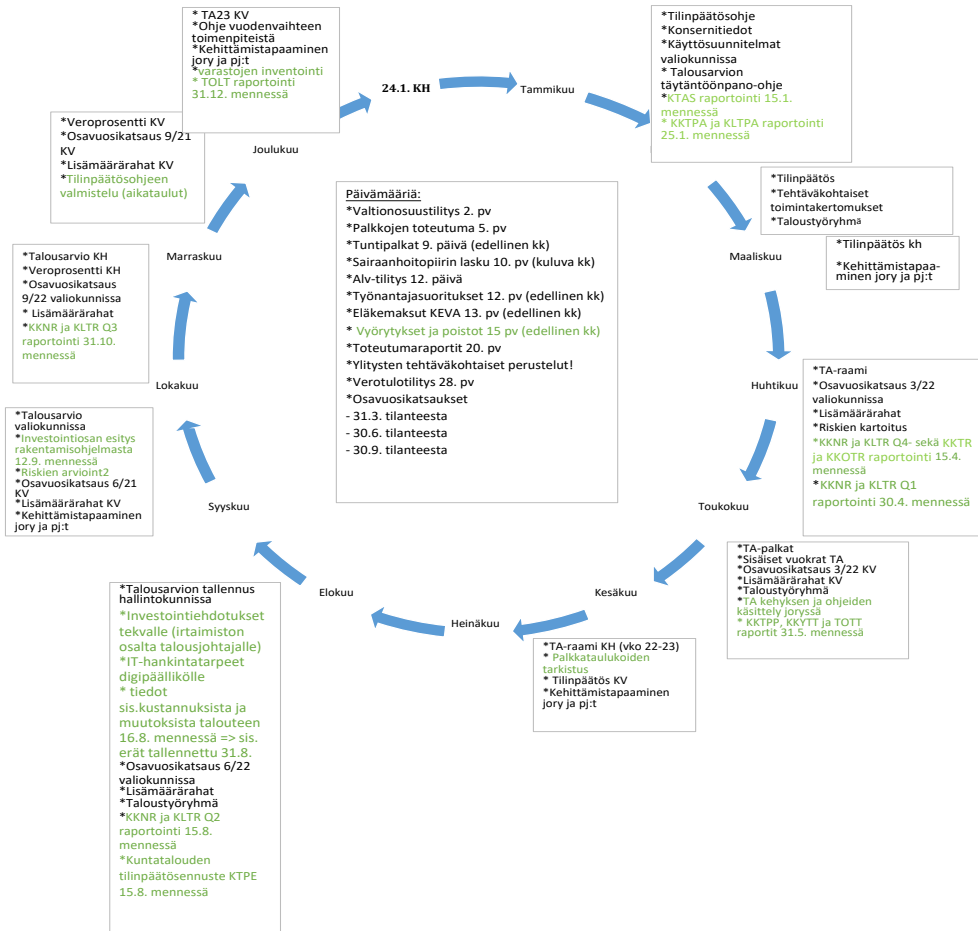 * TA23 KV
*Ohje vuodenvaihteen
toimenpiteistä
*Kehittämistapaaminen
jory ja pj:t
*varastojen inventointi
* TOLT raportointi
31.12. mennessä
24.1. KH
Tammikuu
*Tilinpäätösohje
*Konsernitiedot
*Käyttösuunnitelmat
valiokunnissa
* Talousarvion
täytäntöönpano-ohje
*KTAS raportointi 15.1.
mennessä
* KKTPA ja KLTPA raportointi
25.1. mennessä
*Tilinpäätös
*Tehtäväkohtaiset
toimintakertomukset
*Taloustyöryhmä
Maaliskuu
*Tilinpäätös kh
*Kehittämistapaa-
minen jory ja pj:t
Huhtikuu
*TA-raami
*Osavuosikatsaus 3/22
valiokunnissa
*Lisämäärärahat
*Riskien kartoitus
*KKNR ja KLTR Q4- sekä KKTR
ja KKOTR raportointi 15.4.
mennessä
*KKNR ja KLTR Q1
raportointi 30.4. mennessä
Toukokuu
*TA-palkat
*Sisäiset vuokrat TA
*Osavuosikatsaus 3/22 KV
*Lisämäärärahat KV
*Taloustyöryhmä
*TA kehyksen ja ohjeiden
käsittely joryssa
* KKTPP, KKYTT ja TOTT
raportit 31.5. mennessä
Kesäkuu
*TA-raami KH (vko 22-23)
* Palkkataulukoiden
tarkistus
* Tilinpäätös KV
*Kehittämistapaaminen
jory ja pj:t
Heinäkuu
Elokuu
*Talousarvion tallennus
hallintokunnissa
*Investointiehdotukset
tekvalle (irtaimiston
osalta talousjohtajalle)
*IT-hankintatarpeet
digipäällikölle
* tiedot
sis.kustannuksista ja
muutoksista talouteen
16.8. mennessä => sis.
erät tallennettu 31.8.
*Osavuosikatsaus 6/22
valiokunnissa
*Lisämäärärahat
*Taloustyöryhmä
*KKNR ja KLTR Q2
raportointi 15.8.
mennessä
*Kuntatalouden
tilinpäätösennuste KTPE
15.8. mennessä
Syyskuu
*Talousarvio
valiokunnissa
*Investointiosan esitys
rakentamisohjelmasta
12.9. mennessä
*Riskien arvioint2
*Osavuosikatsaus 6/21
KV
*Lisämäärärahat KV
*Kehittämistapaaminen
jory ja pj:t
Lokakuu
*Talousarvio KH
*Veroprosentti KH
*Osavuosikatsaus
9/22 valiokunnissa
* Lisämäärärahat
*KKNR ja KLTR Q3
raportointi 31.10.
mennessä
Marraskuu
*Veroprosentti KV
*Osavuosikatsaus 9/21
KV
*Lisämäärärahat KV
*Tilinpäätösohjeen
valmistelu (aikataulut)
Joulukuu
Päivämääriä:
*Valtionosuustilitys 2. pv
*Palkkojen toteutuma 5. pv
*Tuntipalkat 9. päivä (edellinen kk)
*Sairaanhoitopiirin lasku 10. pv (kuluva kk)
*Alv-tilitys 12. päivä
*Työnantajasuoritukset 12. pv (edellinen kk)
*Eläkemaksut KEVA 13. pv (edellinen kk)
* Vyörytykset ja poistot 15 pv (edellinen kk)
*Toteutumaraportit 20. pv
*Ylitysten tehtäväkohtaiset perustelut!
*Verotulotilitys 28. pv
*Osavuosikatsaukset
- 31.3. tilanteesta
- 30.6. tilanteesta
- 30.9. tilanteesta